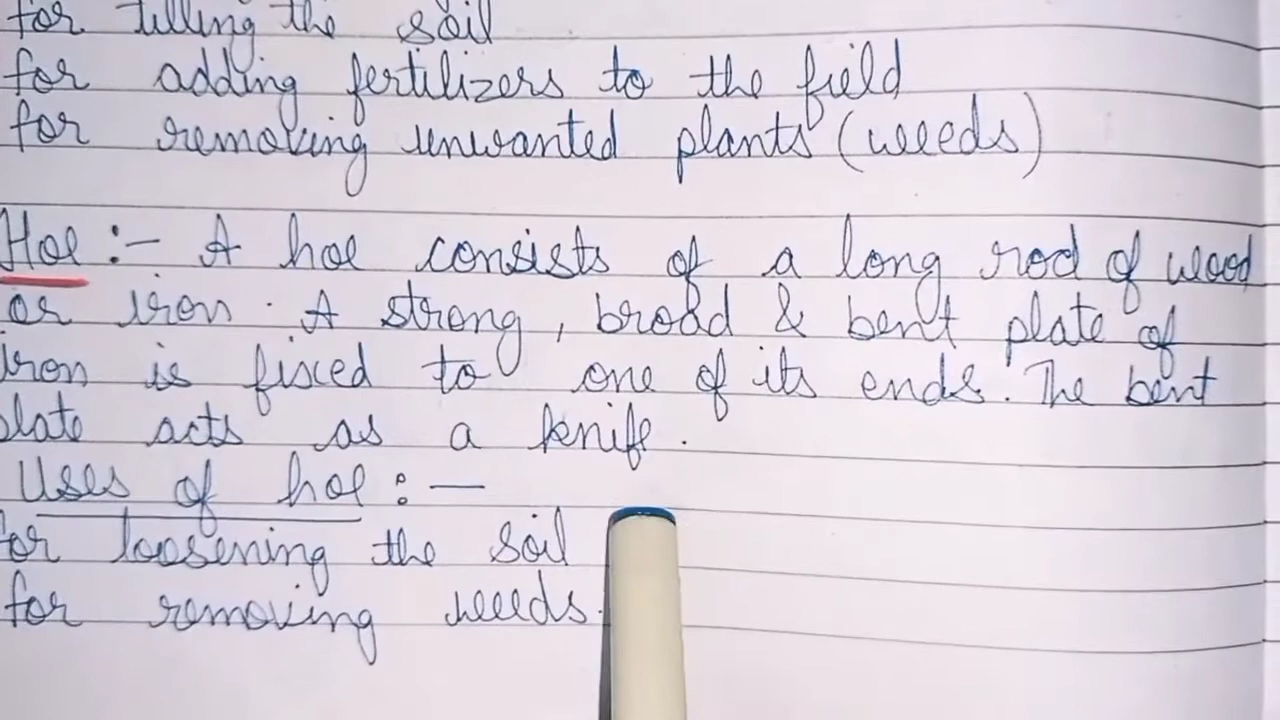 for tilling the soil
for adding fertilizers to the field
for removing unwanted plants (weeds)
Hoe :- A hoe consists of a long rod of wood
or iron. A strong, broad & bent plate of
iron is fixed to one of its ends. The bent
plate acts as a knife.
Uses of hoe :-
for loosening the soil
for removing weeds.